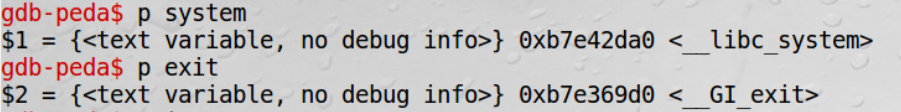 gdb-peda$ p system
$1 = {<text variable, no debug info>} 0xb7e42da0 <__libc_system>
gdb-peda$ p exit
$2 = {<text variable, no debug info>} 0xb7e369d0 <__GI_exit>